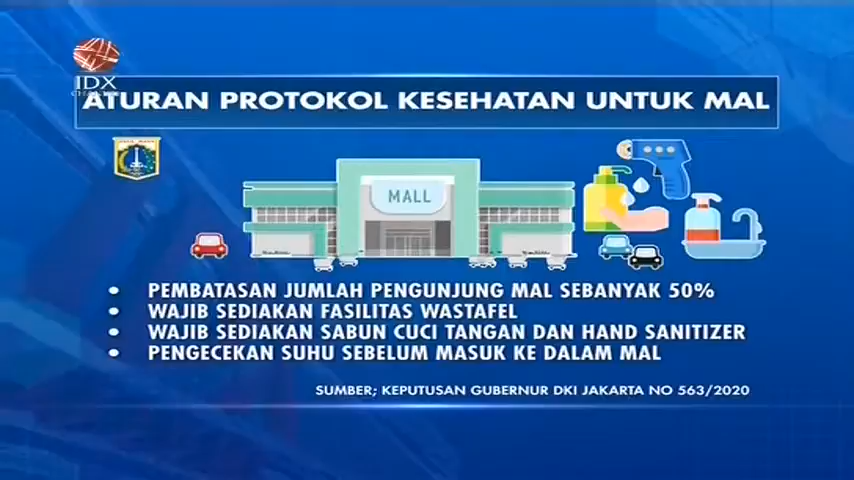 IDX
ATURAN PROTOKOL KESEHATAN UNTUK MAL
MALL
• PEMBATASAN JUMLAH PENGUNJUNG MAL SEBANYAK 50%
• WAJIB SEDIAKAN FASILITAS WASTAFEL
• WAJIB SEDIAKAN SABUN CUCI TANGAN DAN HAND SANITIZER
• PENGECEKAN SUHU SEBELUM MASUK KE DALAM MAL
SUMBER; KEPUTUSAN GUBERNUR DKI JAKARTA NO 563/2020